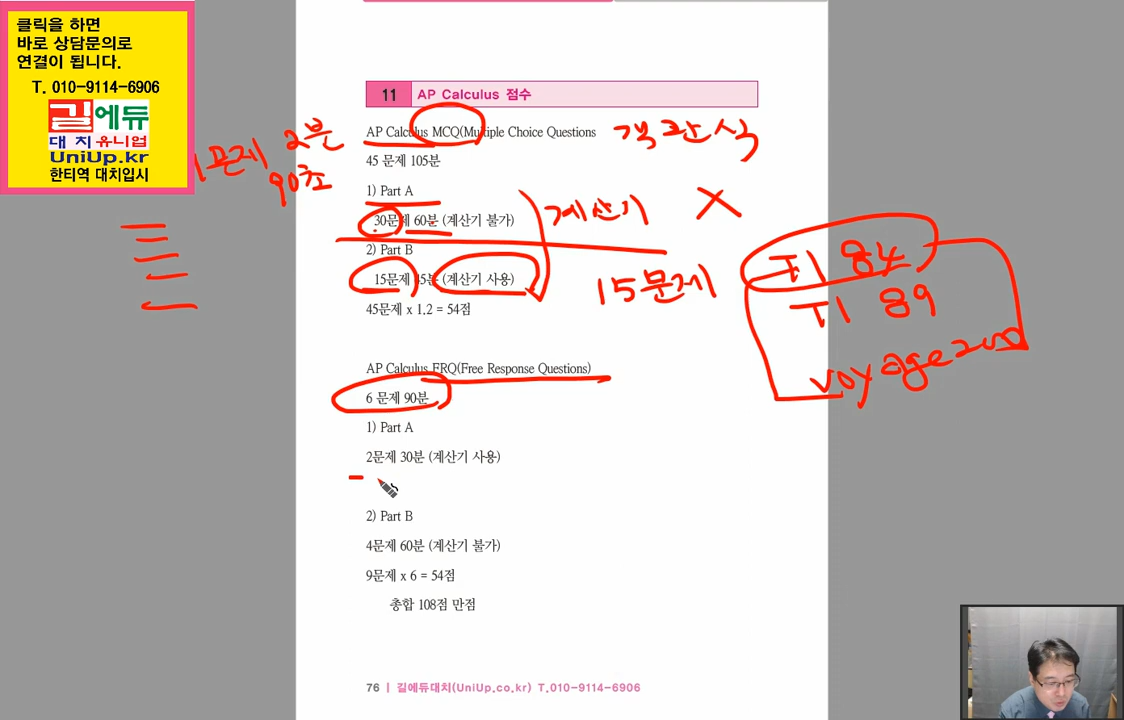 클릭을 하면
바로 상담문의로
연결이 됩니다.
T. 010-9114-6906
길에듀
대치 유니업
UniUp.kr
한티역 대치입시
11 AP Calculus 점수
AP Calculus MCQ(Multiple Choice Questions
객관식
문제 2분
90초
45 문제 105분
1) Part A
30문제 60분 (계산기 불가)
계산기 X
2) Part B
15문제 45분 (계산기 사용)
15문제
TI 84
TI 89
voyage200
45문제 x 1.2 = 54점
AP Calculus FRQ(Free Response Questions)
6 문제 90분
1) Part A
2문제 30분 (계산기 사용)
2) Part B
4문제 60분 (계산기 불가)
9문제 x 6 = 54점
총합 108점 만점
76 | 길에듀대치(UniUp.co.kr) T.010-9114-6906